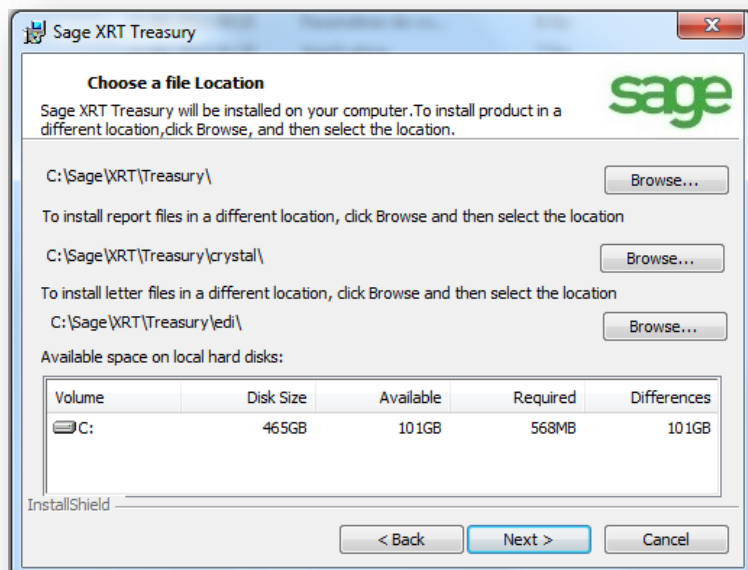 Sage XRT Treasury
Choose a file Location
Sage XRT Treasury will be installed on your computer.To install product in a
different location,click Browse, and then select the location.
sage
C:\Sage\XRT\Treasury\
Browse...
To install report files in a different location, click Browse and then select the location
C:\Sage\XRT\Treasury\crystal\
Browse...
To install letter files in a different location, click Browse and then select the location
C:\Sage\XRT\Treasury\edi\
Browse...
Available space on local hard disks:
Volume Disk Size Available Required Differences
C: 465GB 101GB 568MB 101GB
InstallShield
< Back Next > Cancel